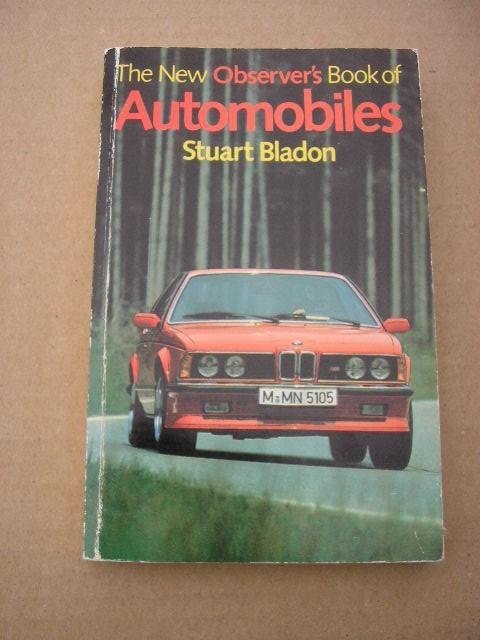 The New Observer's Book of
Automobiles
Stuart Bladon
M MN 5105